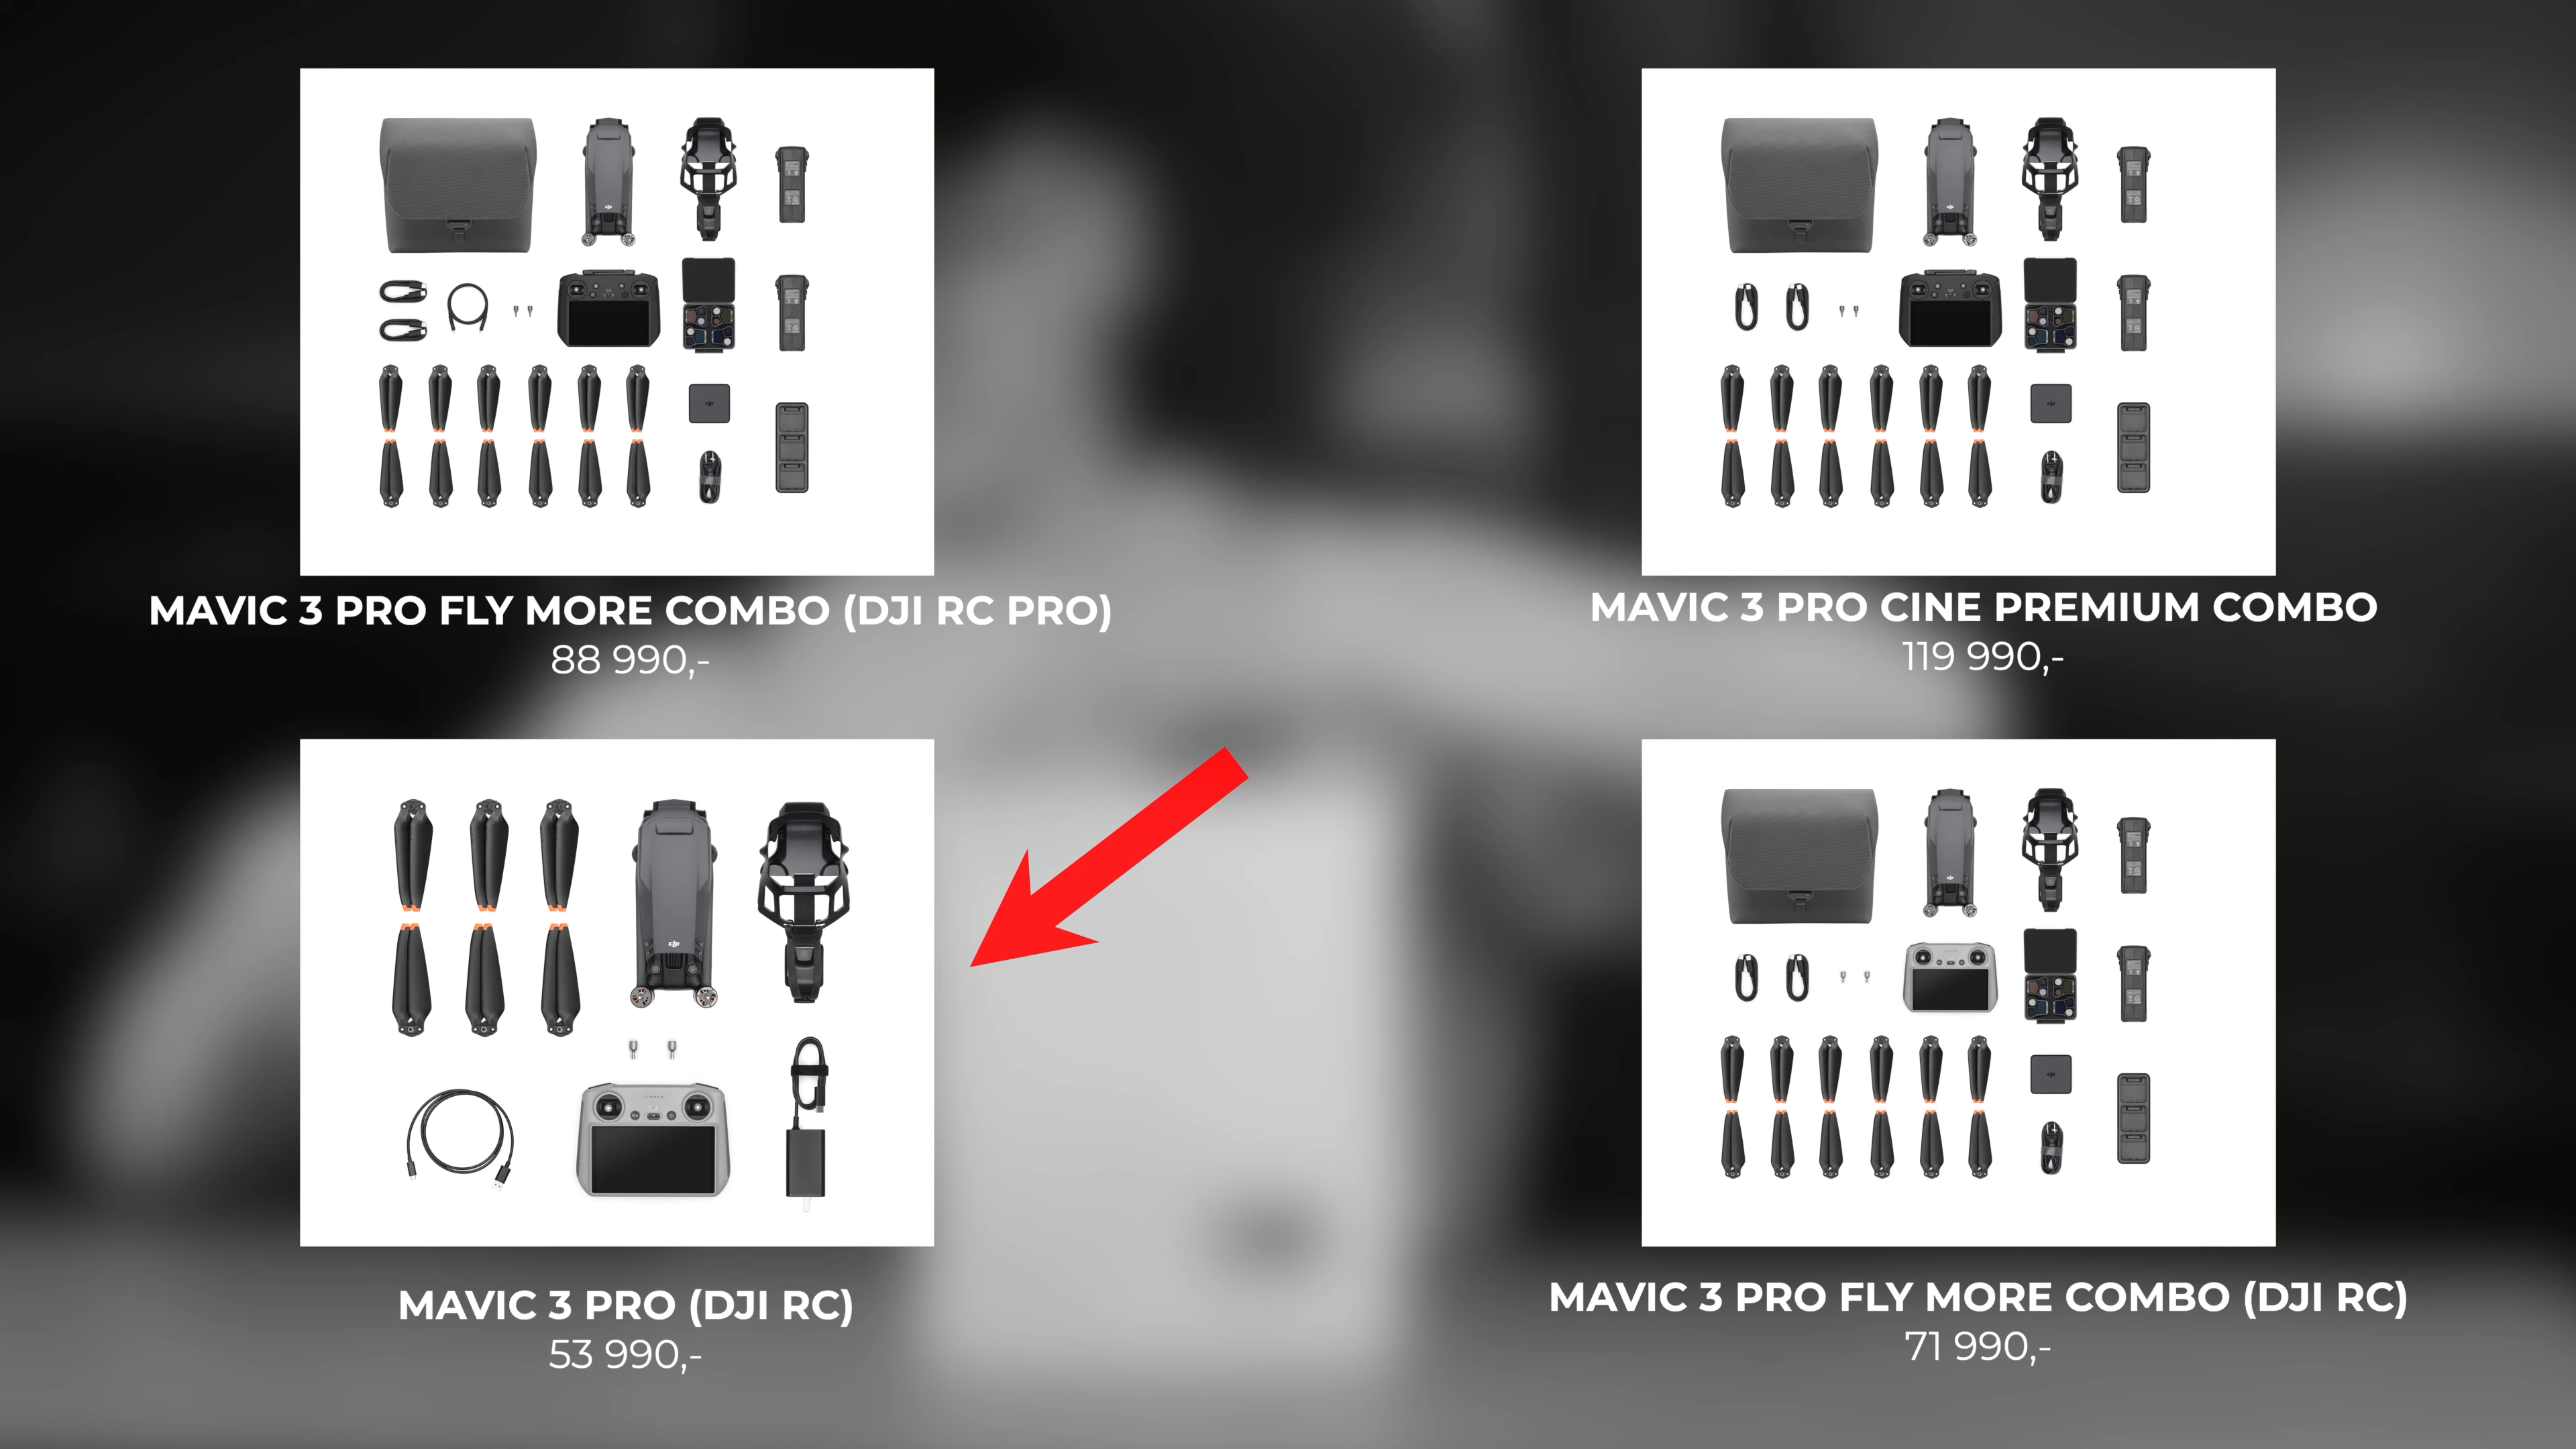 MAVIC 3 PRO FLY MORE COMBO (DJI RC PRO)
88 990,-
MAVIC 3 PRO CINE PREMIUM COMBO
119 990,-
MAVIC 3 PRO (DJI RC)
53 990,-
MAVIC 3 PRO FLY MORE COMBO (DJI RC)
71 990,-